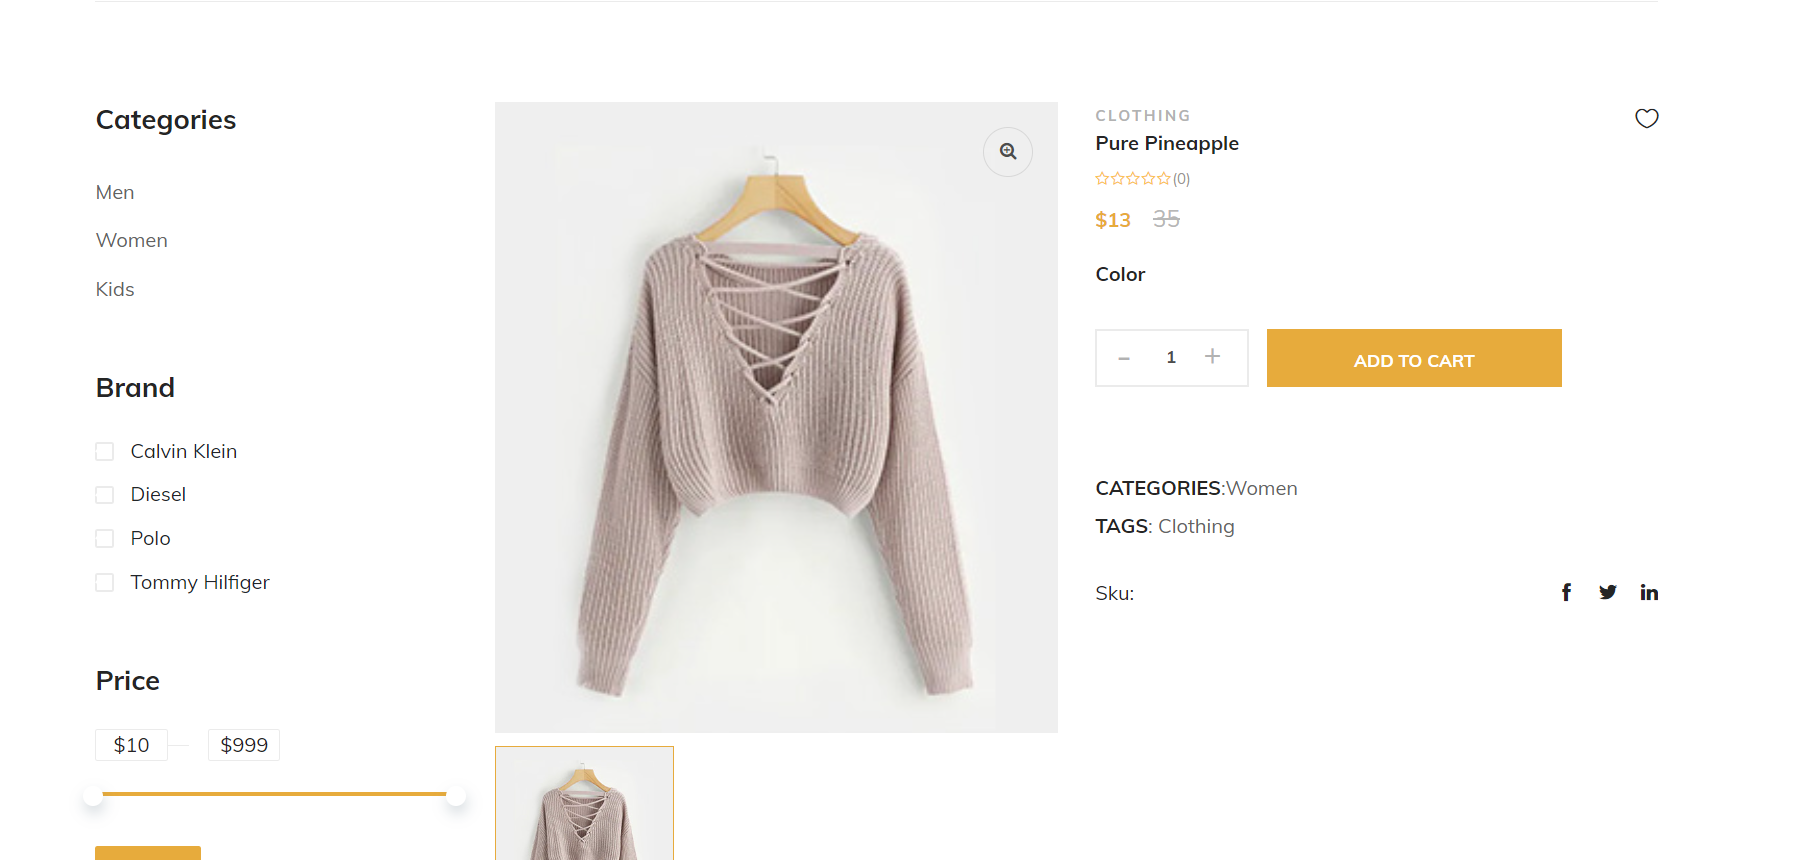 Categories
Men
Women
Kids
Brand
Calvin Klein
Diesel
Polo
Tommy Hilfiger
Price
$10
$999
CLOTHING
Pure Pineapple
(0)
$13 35
Color
- 1 +
ADD TO CART
CATEGORIES:Women
TAGS: Clothing
Sku: